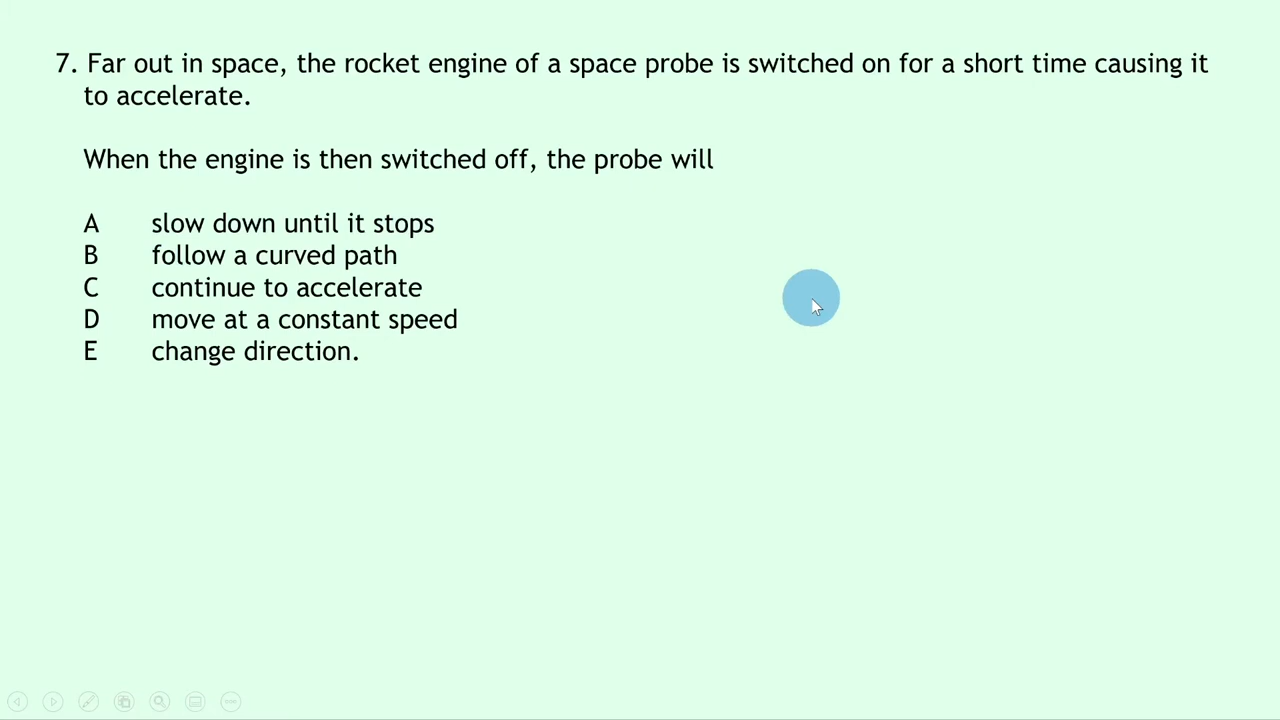 7. Far out in space, the rocket engine of a space probe is switched on for a short time causing it
to accelerate.
When the engine is then switched off, the probe will
A slow down until it stops
B follow a curved path
C continue to accelerate
D move at a constant speed
E change direction.